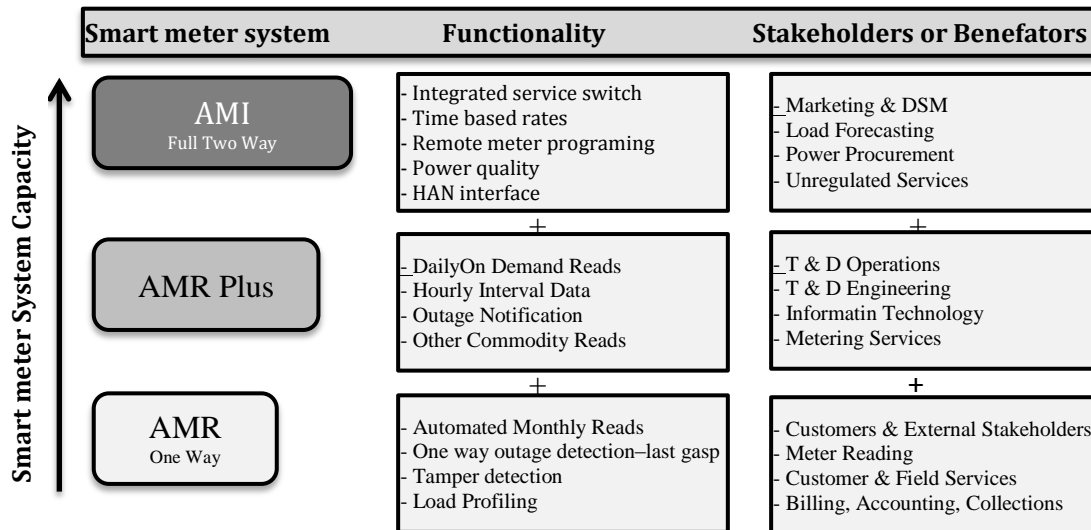 Smart meter system Functionality Stakeholders or Benefators
Smart meter System Capacity
AMI
Full Two Way
- Integrated service switch
- Time based rates
- Remote meter programing
- Power quality
- HAN interface
- Marketing & DSM
- Load Forecasting
- Power Procurement
- Unregulated Services
+
AMR Plus
- DailyOn Demand Reads
- Hourly Interval Data
- Outage Notification
- Other Commodity Reads
- T & D Operations
- T & D Engineering
- Informatin Technology
- Metering Services
+
+
AMR
One Way
- Automated Monthly Reads
- One way outage detection–last gasp
- Tamper detection
- Load Profiling
- Customers & External Stakeholders
- Meter Reading
- Customer & Field Services
- Billing, Accounting, Collections